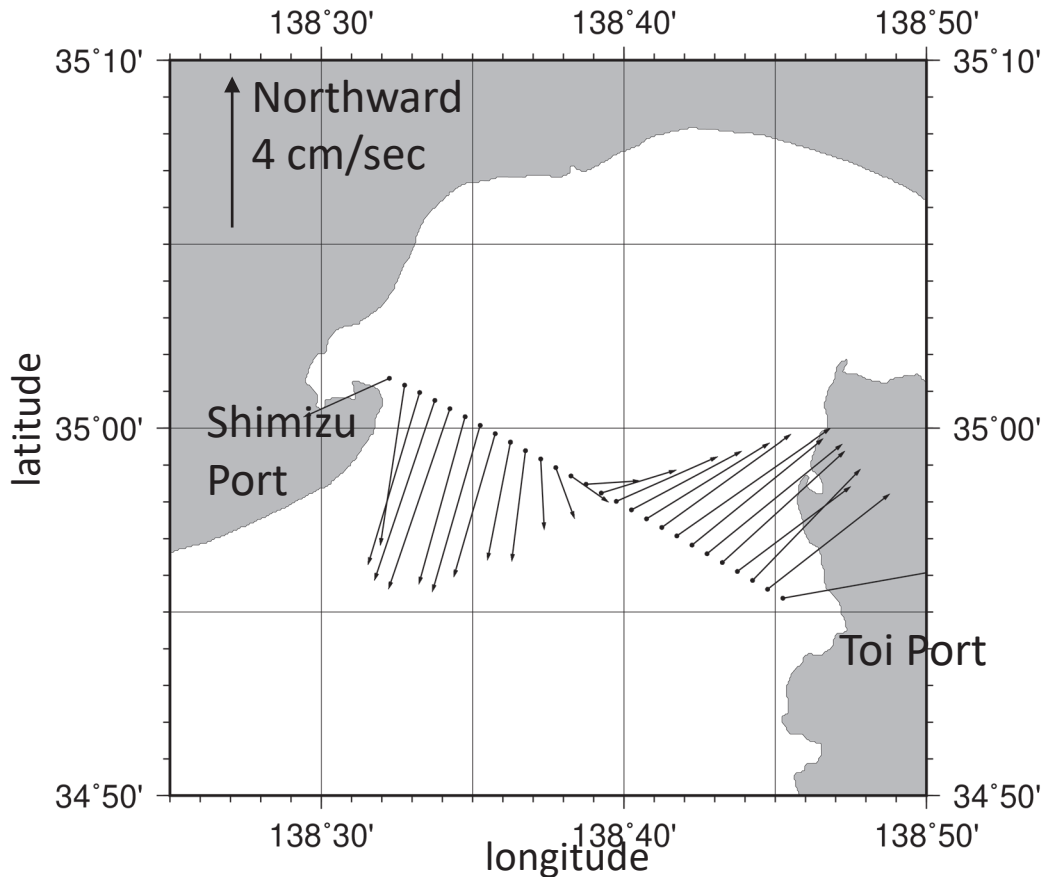 138°30' 138°40' 138°50'
35°10' 35°10'
Northward
4 cm/sec
latitude
35°00' 35°00'
Shimizu
Port
Toi Port
34°50' 34°50'
138°30' 138°40' 138°50'
longitude